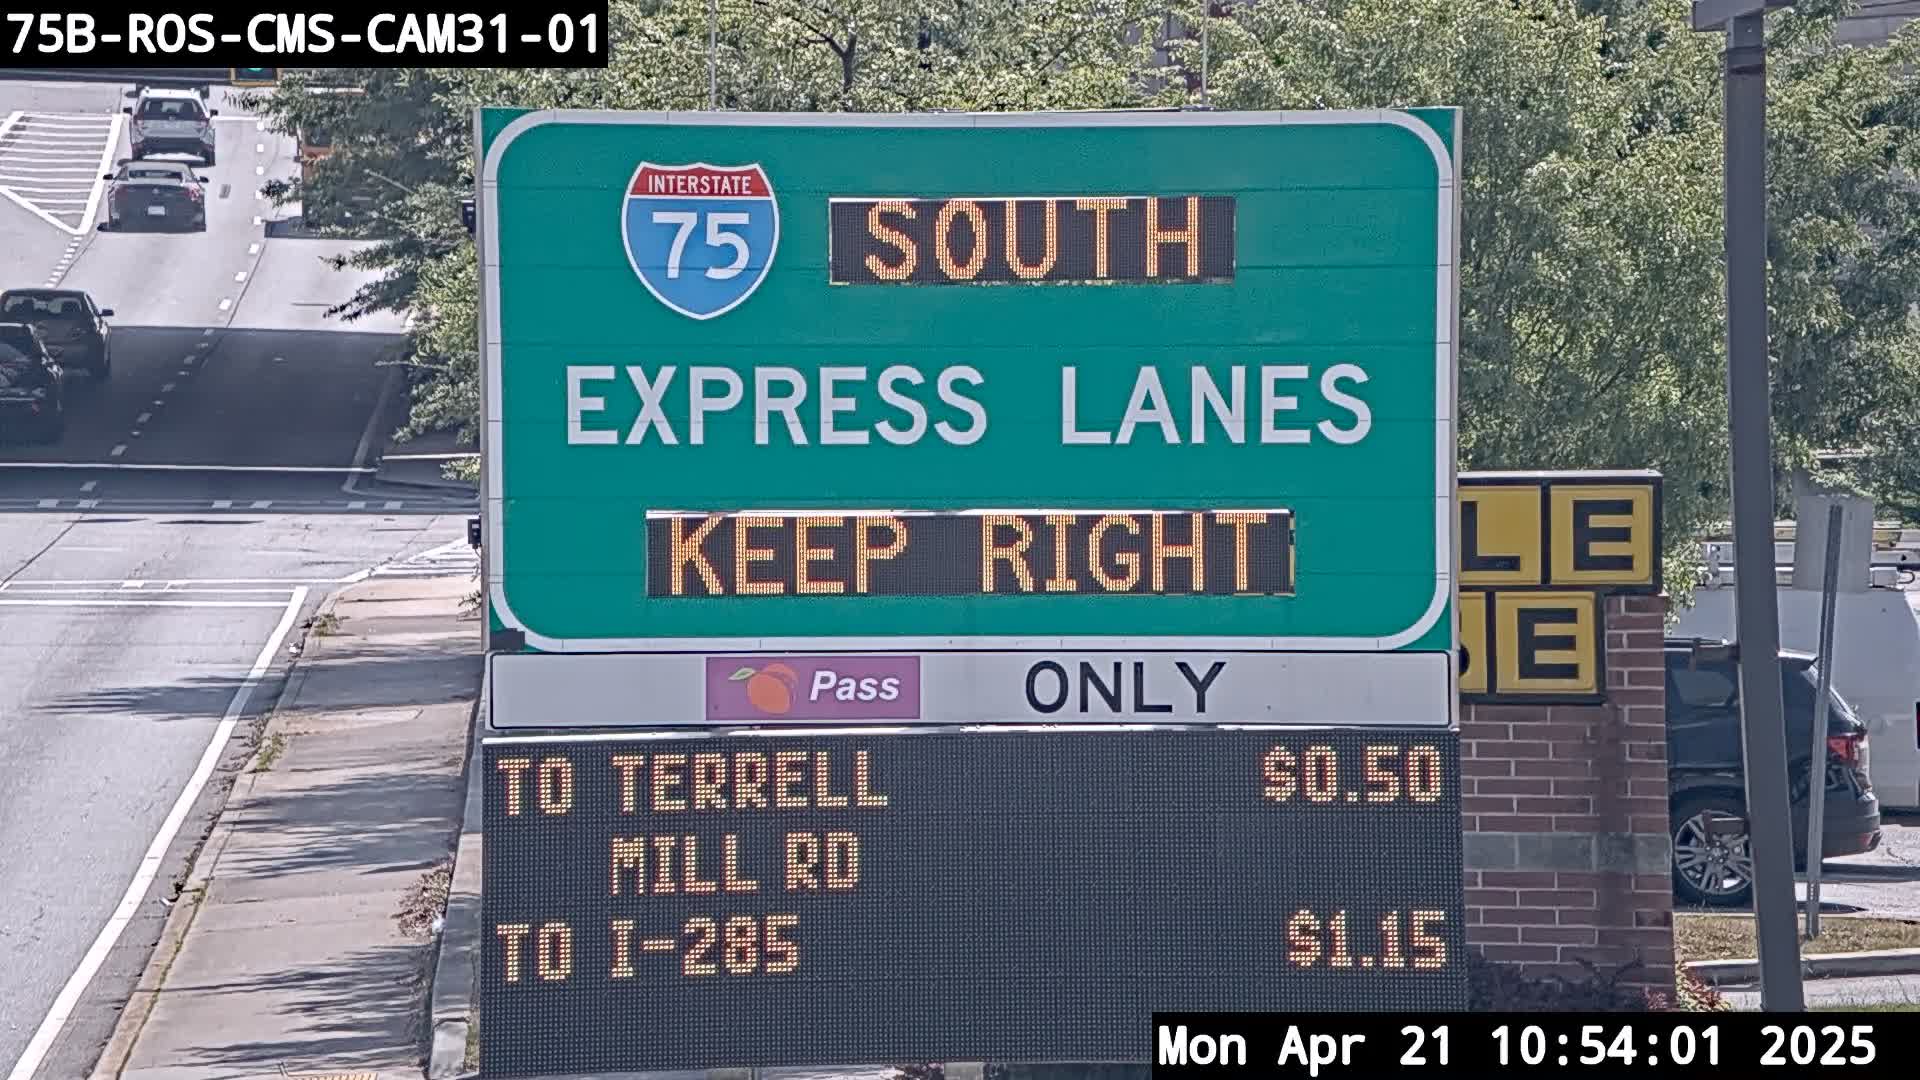 75B-ROS-CMS-CAM31-01
INTERSTATE
75
SOUTH
EXPRESS LANES
KEEP RIGHT
LE
E
Pass ONLY
TO TERRELL $0.50
MILL RD
TO I-285 $1.15
Mon Apr 21 10:54:01 2025